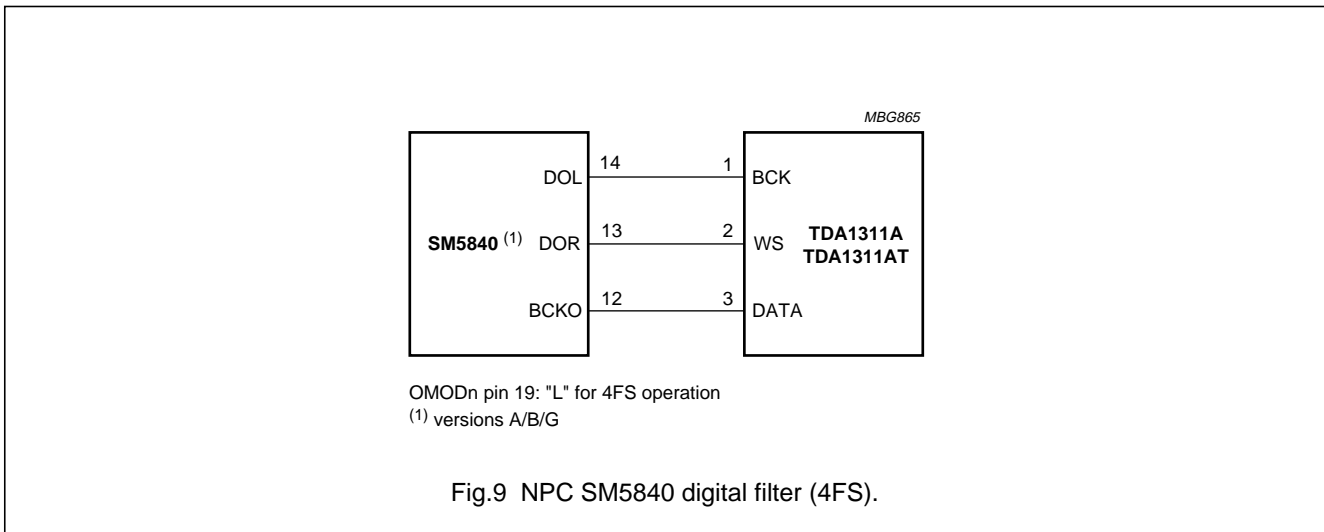 MBG865
DOL 14 1 BCK
SM5840 (1) DOR 13 2 WS TDA1311A
TDA1311AT
BCKO 12 3 DATA
OMODn pin 19: "L" for 4FS operation
(1) versions A/B/G
Fig.9 NPC SM5840 digital filter (4FS).